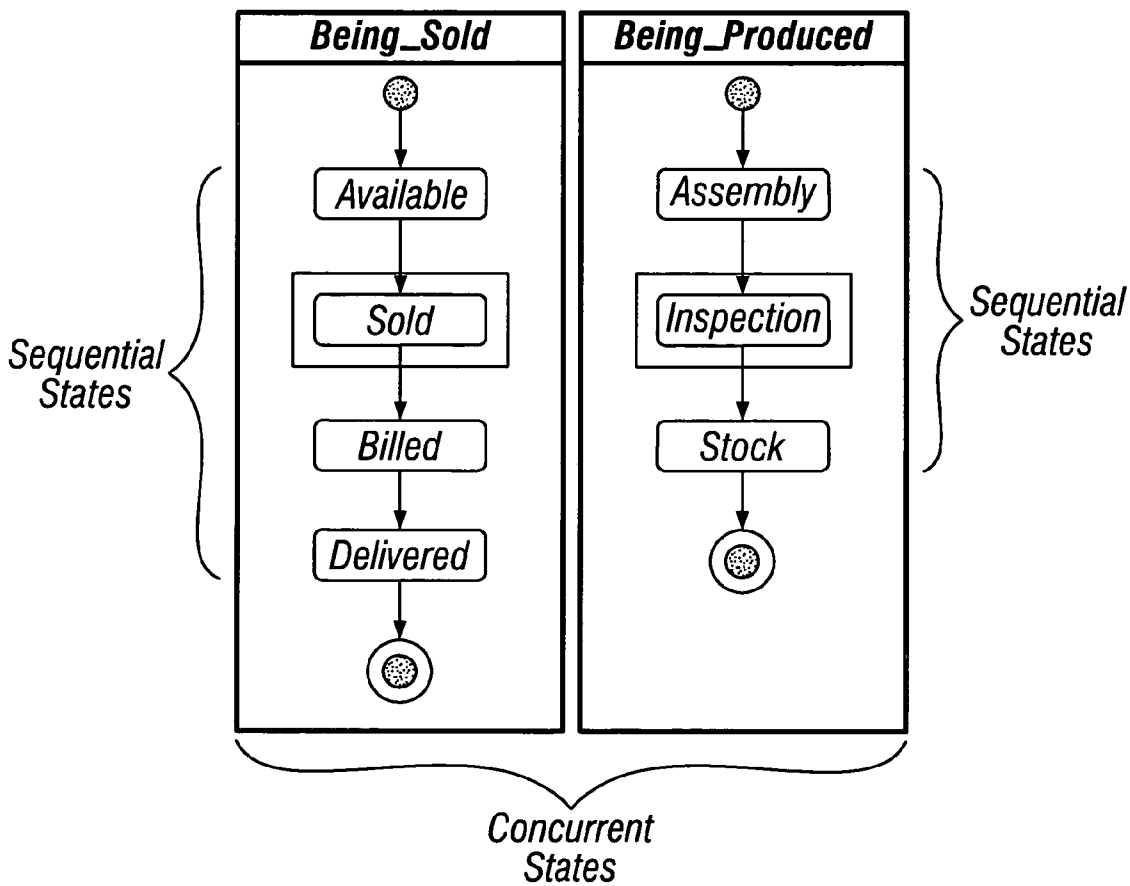 Being_Sold
Being_Produced
Available
Assembly
Sold
Inspection
Sequential
States
Sequential
States
Billed
Stock
Delivered
Concurrent
States